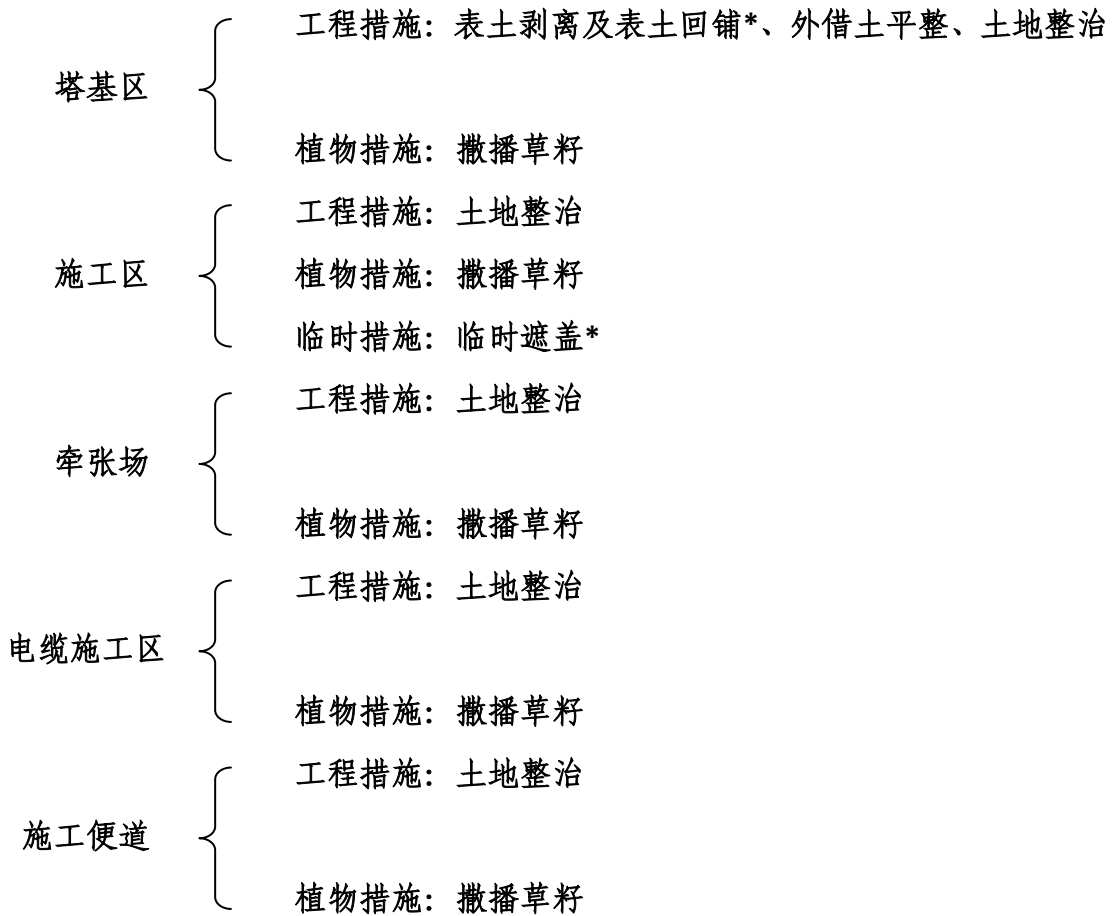 工程措施：表土剥离及表土回铺*、外借土平整、土地整治
塔基区
植物措施：撒播草籽
工程措施：土地整治
施工区
植物措施：撒播草籽
临时措施：临时遮盖*
工程措施：土地整治
牵张场
植物措施：撒播草籽
工程措施：土地整治
电缆施工区
植物措施：撒播草籽
工程措施：土地整治
施工便道
植物措施：撒播草籽